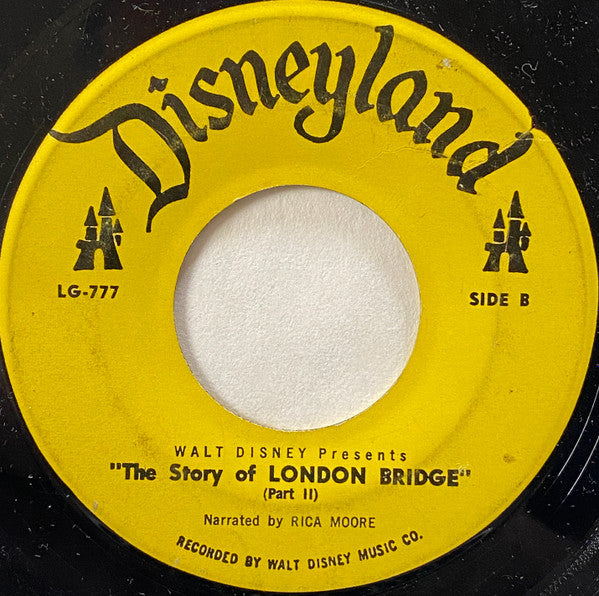 Disneyland
LG-777
SIDE B
WALT DISNEY Presents
"The Story of LONDON BRIDGE"
(Part II)
Narrated by RICA MOORE
RECORDED BY WALT DISNEY MUSIC CO.